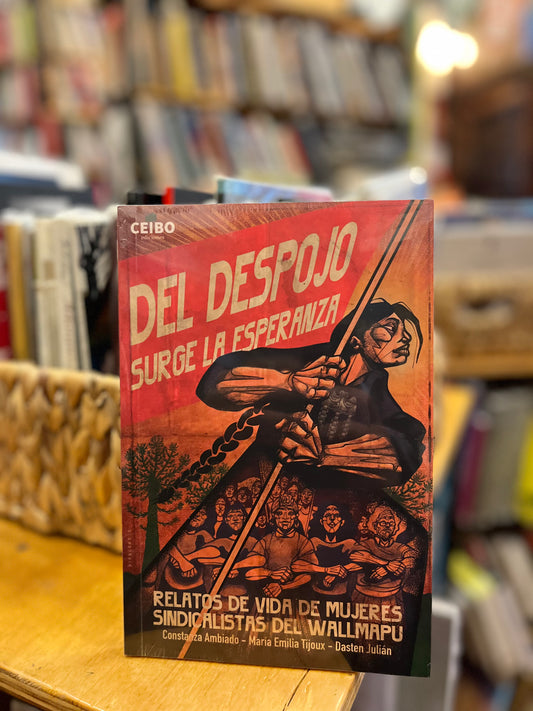 CEIBO
DEL DESPOJO
SURGE LA ESPERANZA
RELATOS DE VIDA DE MUJERES
SINDICALISTAS DEL WALLMAPU
Constanza Ambiado - María Emilia Tijoux - Dasten Julián